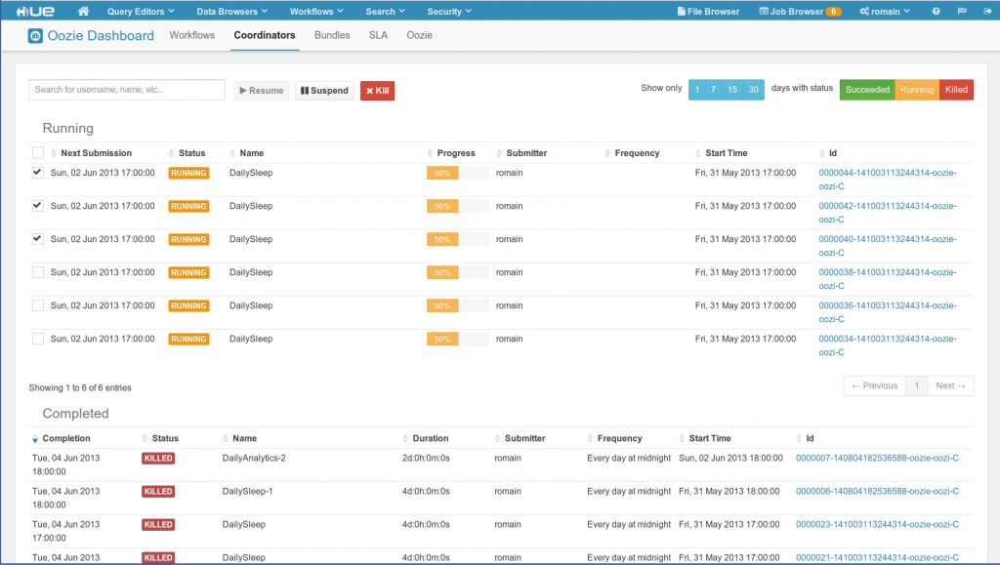 HUE Query Editors Data Browsers Workflows Search Security File Browser Job Browser 6 romain
Oozie Dashboard Workflows Coordinators Bundles SLA Oozie
Search for username, name, etc... Resume Suspend Kill Show only 1 7 15 30 days with status Succeeded Running Killed
Running
Next Submission Status Name Progress Submitter Frequency Start Time Id
Sun, 02 Jun 2013 17:00:00 RUNNING DailySleep 50% romain Fri, 31 May 2013 17:00:00 0000044-141003113244314-oozie-
oozi-C
Sun, 02 Jun 2013 17:00:00 RUNNING DailySleep 50% romain Fri, 31 May 2013 17:00:00 0000042-141003113244314-oozie-
oozi-C
Sun, 02 Jun 2013 17:00:00 RUNNING DailySleep 50% romain Fri, 31 May 2013 17:00:00 0000040-141003113244314-oozie-
oozi-C
Sun, 02 Jun 2013 17:00:00 RUNNING DailySleep 50% romain Fri, 31 May 2013 17:00:00 0000038-141003113244314-oozie-
oozi-C
Sun, 02 Jun 2013 17:00:00 RUNNING DailySleep 50% romain Fri, 31 May 2013 17:00:00 0000036-141003113244314-oozie-
oozi-C
Sun, 02 Jun 2013 17:00:00 RUNNING DailySleep 50% romain Fri, 31 May 2013 17:00:00 0000034-141003113244314-oozie-
oozi-C
Showing 1 to 6 of 6 entries ← Previous 1 Next →
Completed
Completion Status Name Duration Submitter Frequency Start Time Id
Tue, 04 Jun 2013 KILLED DailyAnalytics-2 2d:0h:0m:0s romain Every day at midnight Sun, 02 Jun 2013 18:00:00 0000007-140804182536588-oozie-oozi-C
18:00:00
Tue, 04 Jun 2013 KILLED DailySleep-1 4d:0h:0m:0s romain Every day at midnight Fri, 31 May 2013 18:00:00 0000006-140804182536588-oozie-oozi-C
18:00:00
Tue, 04 Jun 2013 KILLED DailySleep 4d:0h:0m:0s romain Every day at midnight Fri, 31 May 2013 17:00:00 0000023-141003113244314-oozie-oozi-C
17:00:00
Tue, 04 Jun 2013 KILLED DailySleep 4d:0h:0m:0s romain Every day at midnight Fri, 31 May 2013 17:00:00 0000021-141003113244314-oozie-oozi-C